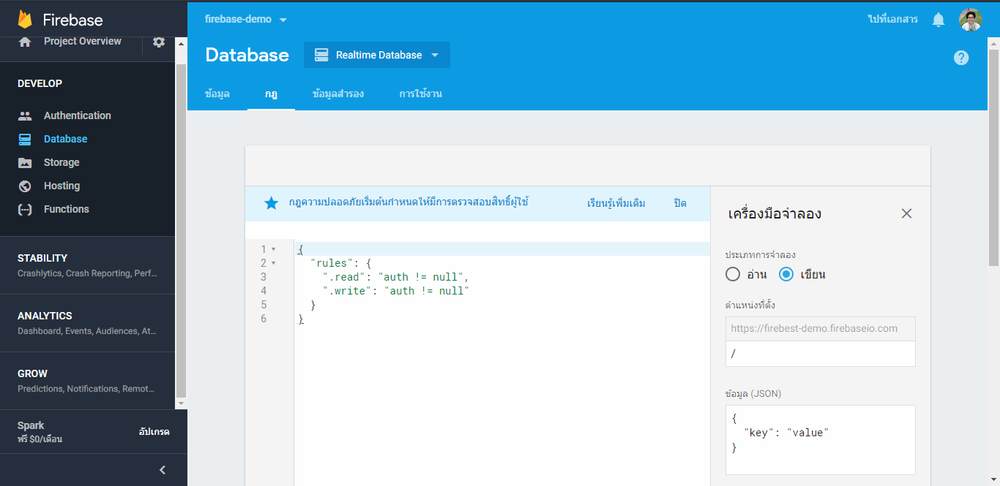 Firebase
Project Overview
DEVELOP
Authentication
Database
Storage
Hosting
Functions
STABILITY
Crashlytics, Crash Reporting, Perf...
ANALYTICS
Dashboard, Events, Audiences, At...
GROW
Predictions, Notifications, Remot...
Spark
ฟรี $0/เดือน
อัปเกรด
firebase-demo
ไปที่เอกสาร
Database
Realtime Database
?
ข้อมูล
กฎ
ข้อมูลสำรอง
การใช้งาน
กฎความปลอดภัยเริ่มต้นกำหนดให้มีการตรวจสอบสิทธิ์ผู้ใช้
เรียนรู้เพิ่มเติม
ปิด
1 {
2 "rules": {
3 ".read": "auth != null",
4 ".write": "auth != null"
5 }
6 }
เครื่องมือจำลอง
ประเภทการจำลอง
อ่าน
เขียน
ตำแหน่งที่ตั้ง
https://firebest-demo.firebaseio.com
/
ข้อมูล (JSON)
{
"key": "value"
}